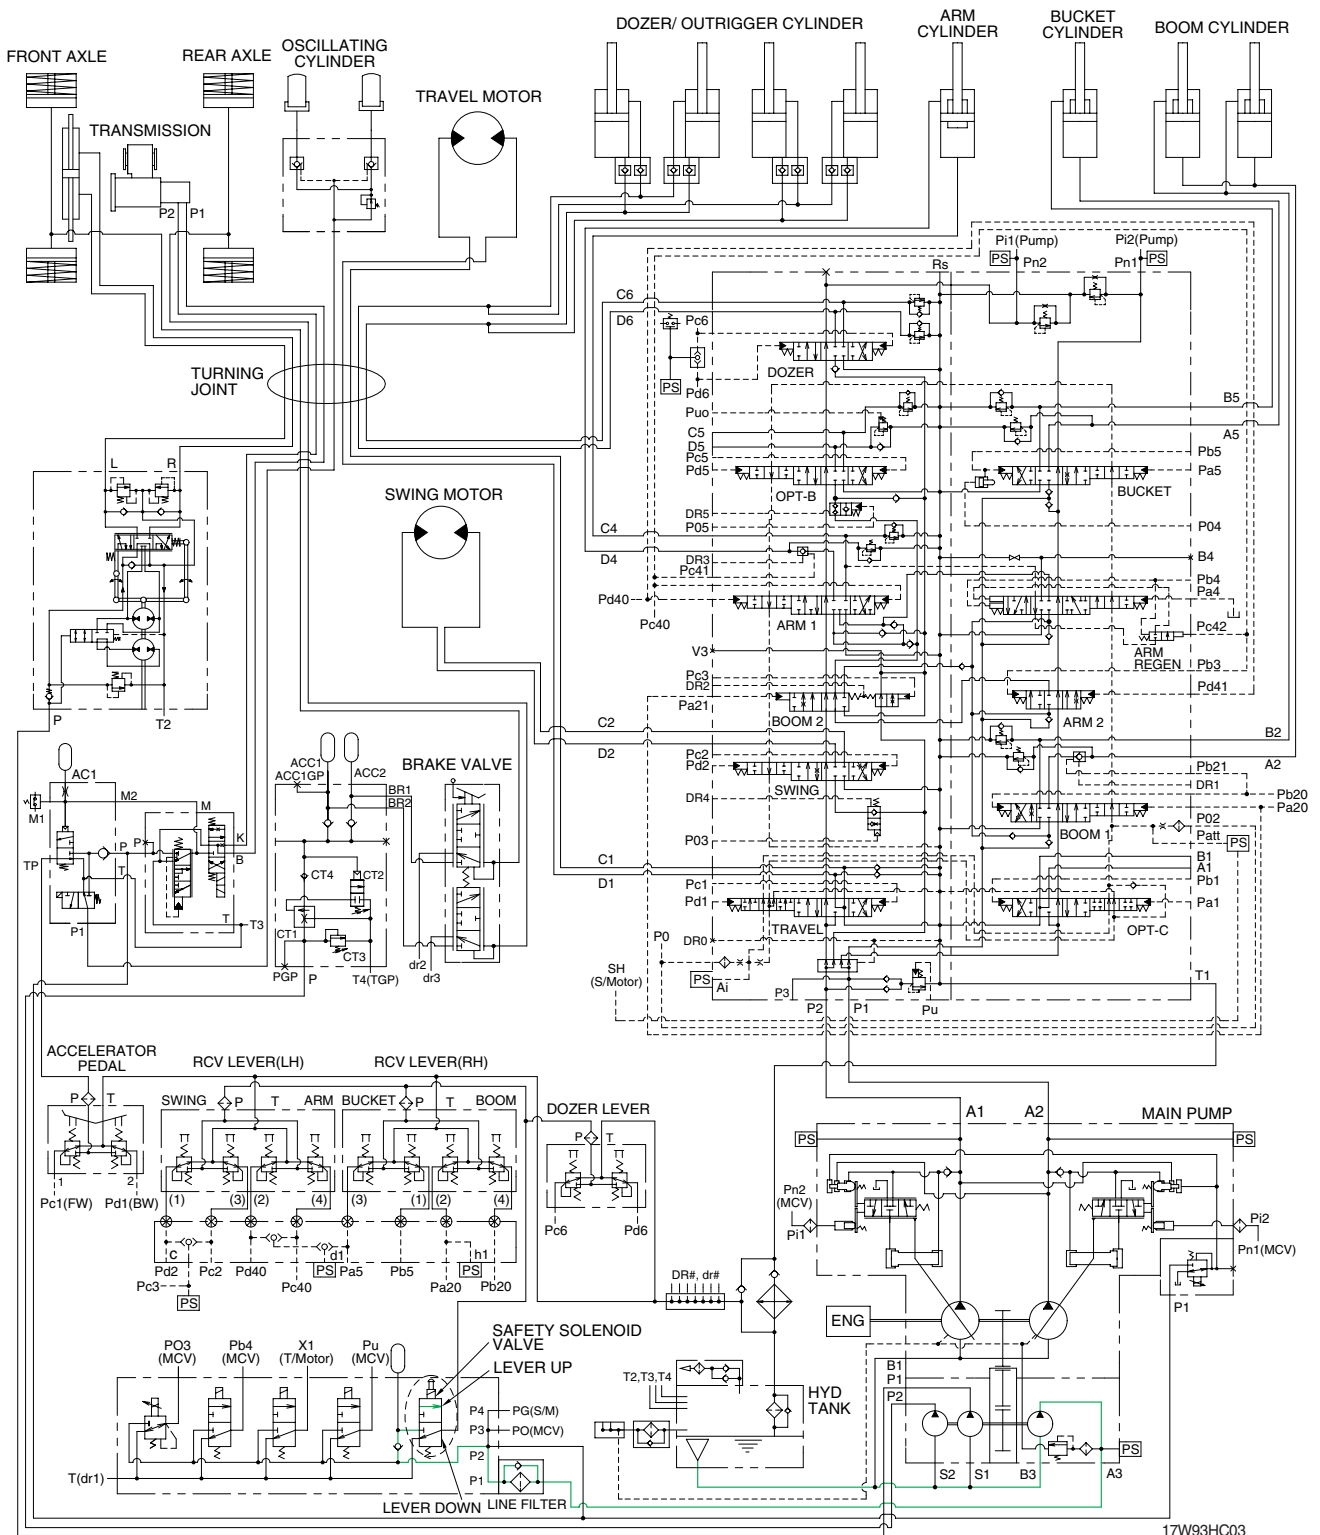 DOZER/ OUTRIGGER CYLINDER
ARM
CYLINDER
BUCKET
CYLINDER
BOOM CYLINDER
FRONT AXLE
REAR AXLE
OSCILLATING
CYLINDER
TRAVEL MOTOR
TRANSMISSION
P2
P1
TURNING
JOINT
Pi1(Pump)
PS
Pn2
Pi2(Pump)
Pn1
PS
Rs
C6
D6
Pc6
PS
Pd6
DOZER
Puo
C5
D5
Pc5
Pd5
OPT-B
B5
A5
Pb5
Pa5
BUCKET
L
R
SWING MOTOR
DR5
P05
P04
C4
D4
DR3
Pc41
B4
Pb4
Pa4
Pd40
Pc40
ARM 1
Pc42
ARM
REGEN
V3
Pc3
DR2
Pa21
BOOM 2
Pb3
Pd41
ARM 2
P
T2
C2
D2
Pc2
Pd2
SWING
B2
A2
Pb21
DR1
Pb20
Pa20
DR4
BOOM 1
P02
Patt
PS
P03
AC1
M2
M1
M
P
P
K
B
TP
T
T
T3
P1
ACC1
ACC1GP
ACC2
BR1
BR2
BRAKE VALVE
CT4
CT2
CT1
CT3
PGP
P
T4(TGP)
dr2
dr3
C1
D1
Pc1
Pd1
TRAVEL
B1
A1
Pb1
Pa1
OPT-C
P0
DR0
SH
(S/Motor)
PS
Ai
P3
P2
P1
Pu
T1
ACCELERATOR
PEDAL
P
T
1
2
Pc1(FW)
Pd1(BW)
RCV LEVER(LH)
RCV LEVER(RH)
SWING
P
T
ARM
BUCKET
P
T
BOOM
(1)
(3)
(2)
(4)
(3)
(1)
(2)
(4)
c
d1
h1
Pd2
Pc2
Pd40
PS
Pa5
Pb5
PS
Pc3
Pc40
Pa20
Pb20
PS
DOZER LEVER
P
T
Pc6
Pd6
A1
A2
MAIN PUMP
PS
PS
Pn2
(MCV)
Pi1
Pi2
Pn1(MCV)
P1
DR#, dr#
ENG
PO3
(MCV)
Pb4
(MCV)
X1
(T/Motor)
Pu
(MCV)
SAFETY SOLENOID
VALVE
LEVER UP
P4
PG(S/M)
P3
PO(MCV)
P2
P1
T(dr1)
LEVER DOWN
LINE FILTER
T2,T3,T4
HYD
TANK
B1
P1
P2
S2
S1
B3
A3
PS
17W93HC03